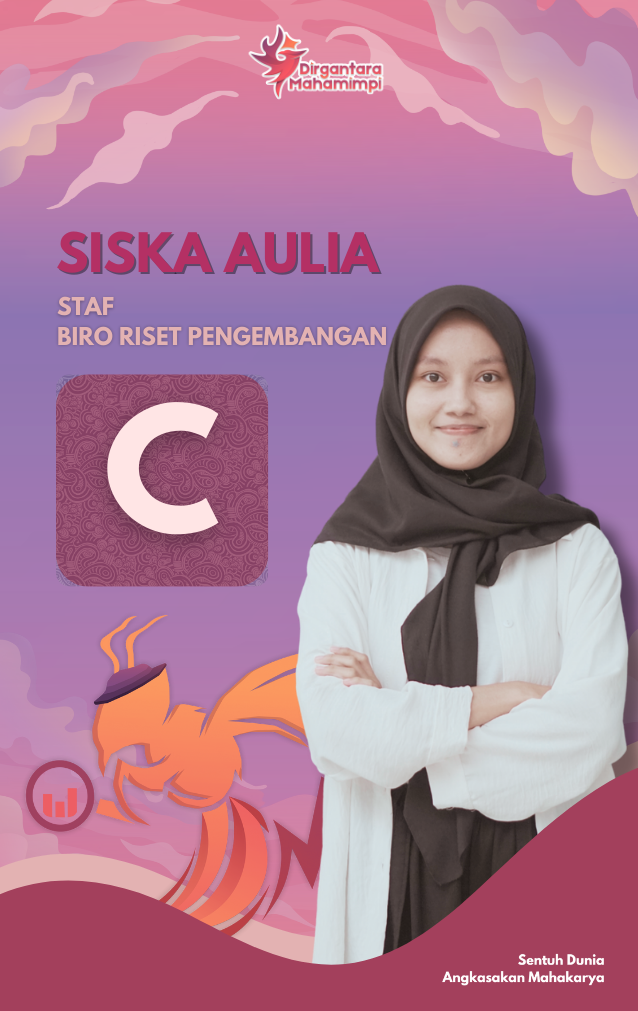 Dirgantara
Mahamimpi
SISKA AULIA
STAF
BIRO RISET PENGEMBANGAN
C
Sentuh Dunia
Angkasakan Mahakarya